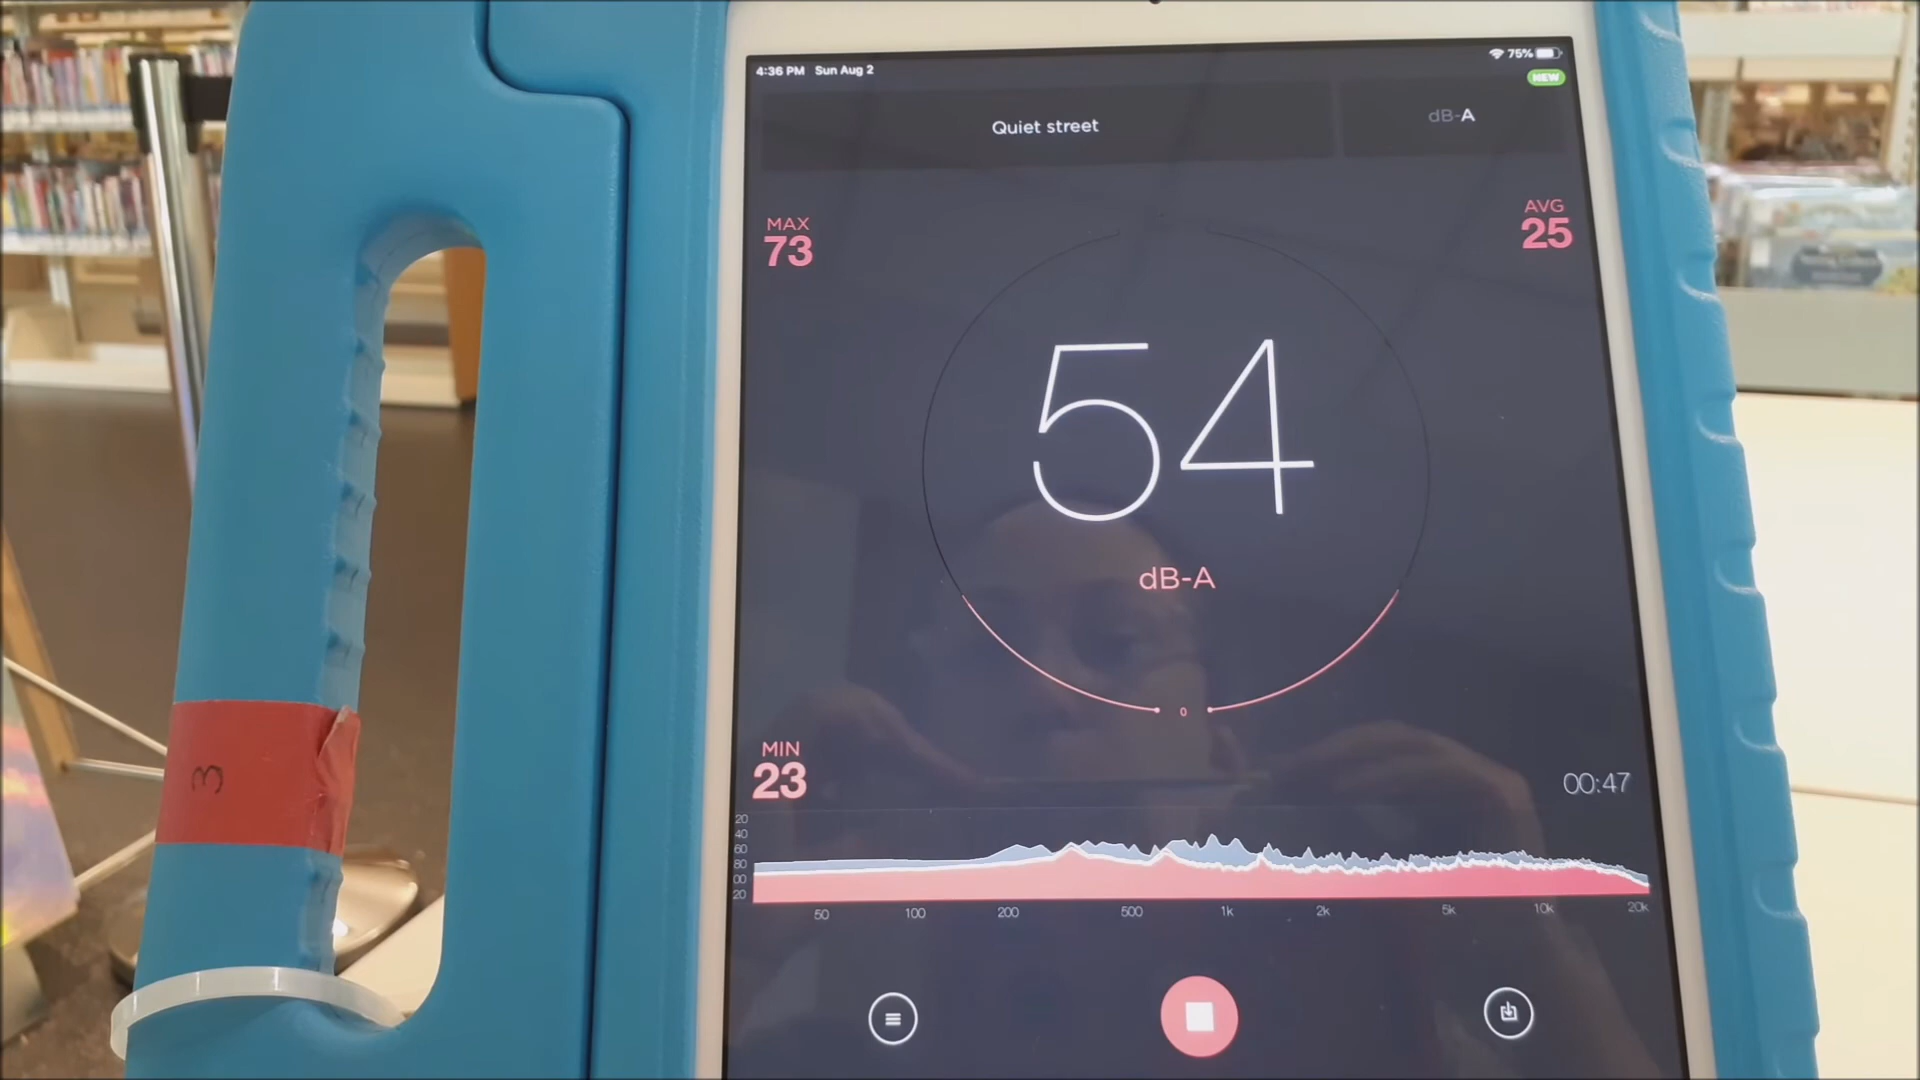 4:36 PM Sun Aug 2
75%
NEW
Quiet street
dB-A
MAX
73
AVG
25
54
dB-A
0
MIN
23
00:47
20
40
60
80
00
20
50 100 200 500 1k 2k 5k 10k 20k
3